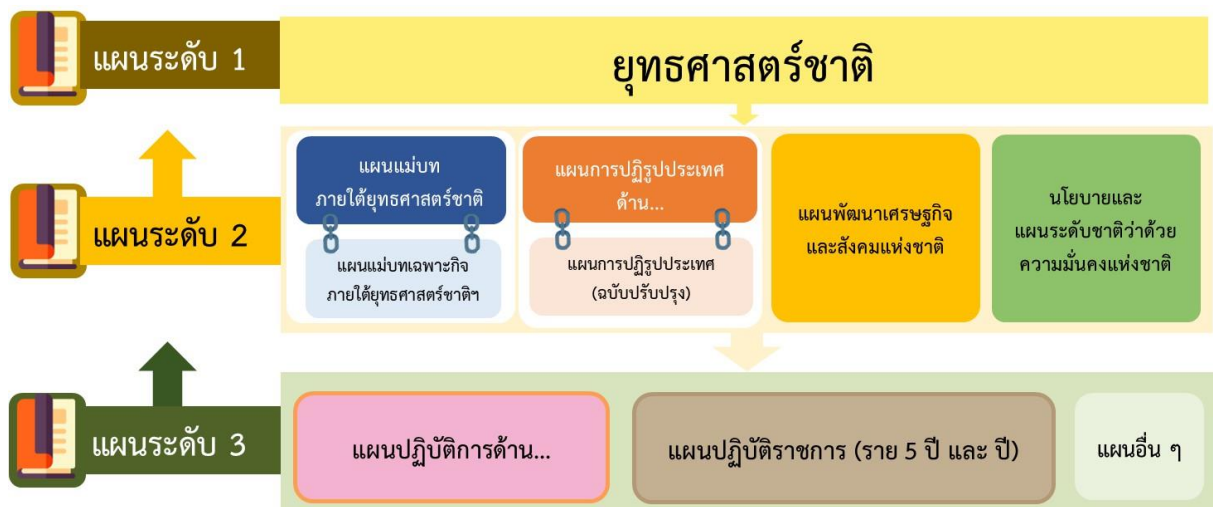 แผนระดับ 1
ยุทธศาสตร์ชาติ
แผนระดับ 2
แผนแม่บท
ภายใต้ยุทธศาสตร์ชาติ
แผนแม่บทเฉพาะกิจ
ภายใต้ยุทธศาสตร์ชาติฯ
แผนการปฏิรูปประเทศ
ด้าน...
แผนการปฏิรูปประเทศ
(ฉบับปรับปรุง)
แผนพัฒนาเศรษฐกิจ
และสังคมแห่งชาติ
นโยบายและ
แผนระดับชาติว่าด้วย
ความมั่นคงแห่งชาติ
แผนระดับ 3
แผนปฏิบัติการด้าน...
แผนปฏิบัติราชการ (ราย 5 ปี และ ปี)
แผนอื่น ๆ